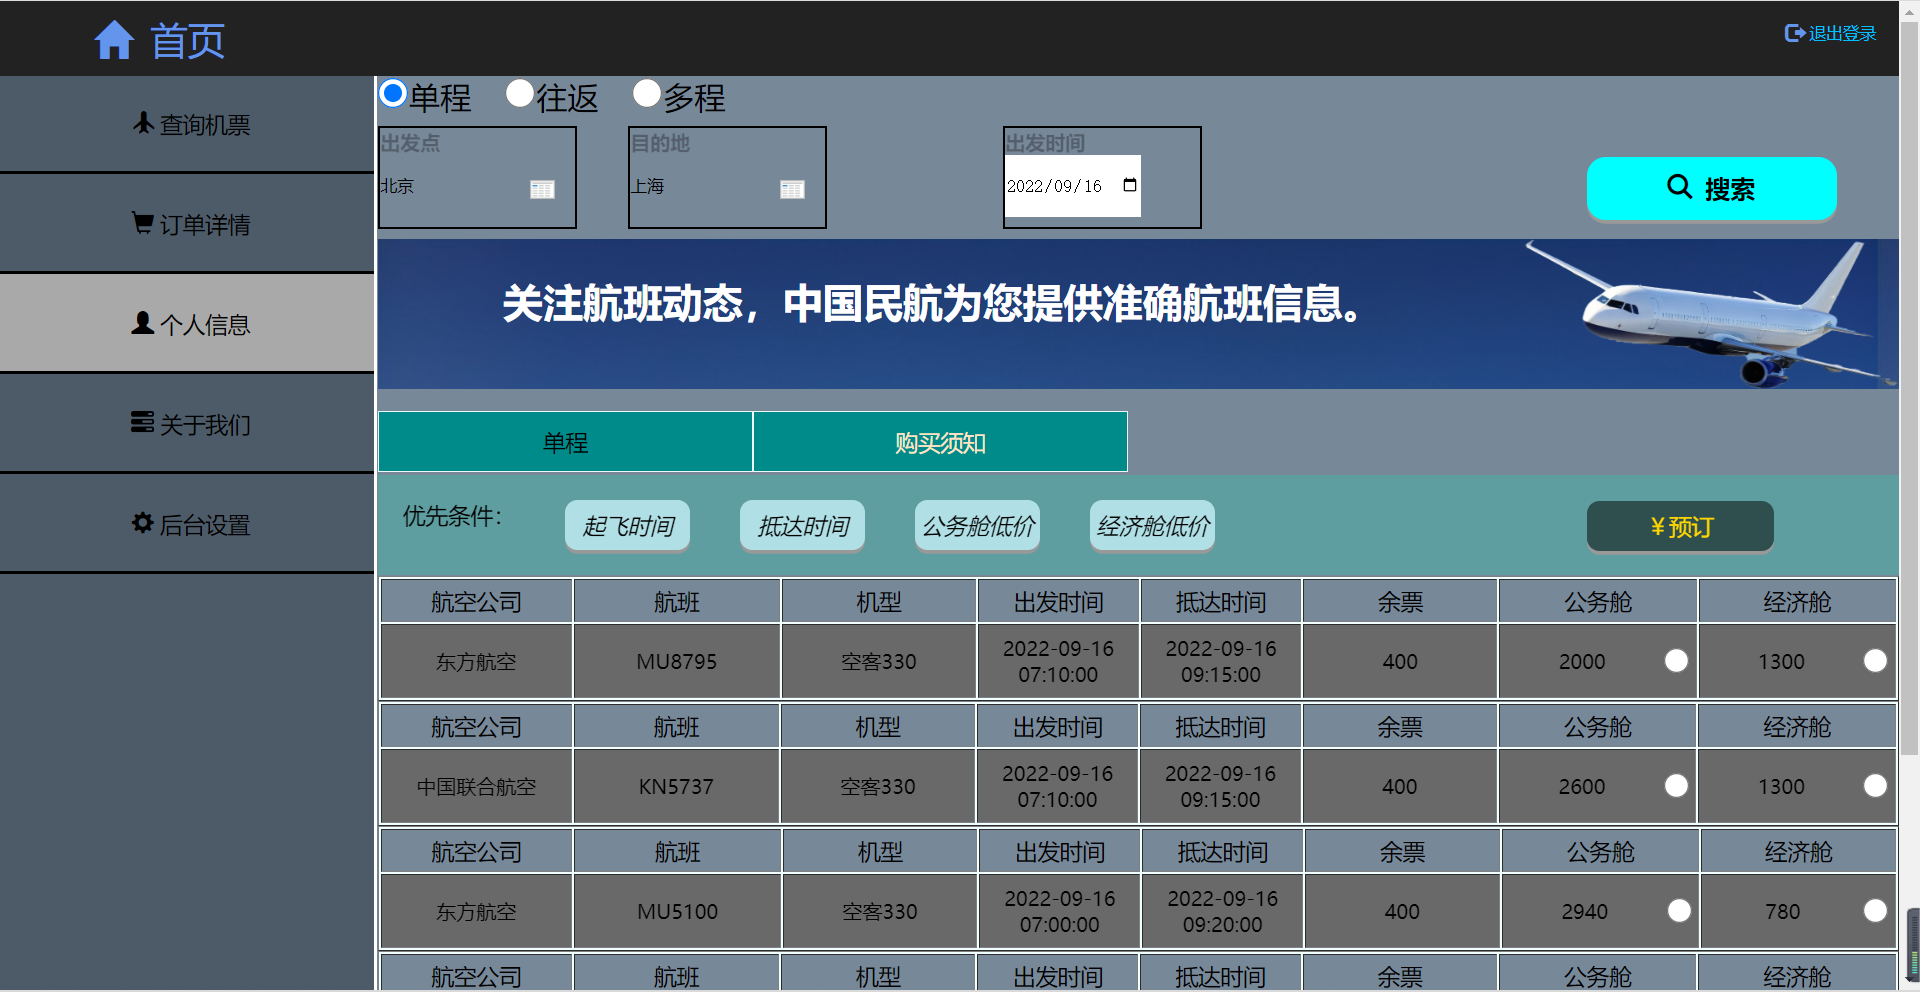 首页
退出登录
查询机票
订单详情
个人信息
关于我们
后台设置
单程 往返 多程
出发点 目的地 出发时间
北京 上海 2022/09/16
搜索
关注航班动态，中国民航为您提供准确航班信息。
单程 购买须知
优先条件： 起飞时间 抵达时间 公务舱低价 经济舱低价 ¥预订
航空公司 航班 机型 出发时间 抵达时间 余票 公务舱 经济舱
东方航空 MU8795 空客330 2022-09-16 07:10:00 2022-09-16 09:15:00 400 2000 1300
航空公司 航班 机型 出发时间 抵达时间 余票 公务舱 经济舱
中国联合航空 KN5737 空客330 2022-09-16 07:10:00 2022-09-16 09:15:00 400 2600 1300
航空公司 航班 机型 出发时间 抵达时间 余票 公务舱 经济舱
东方航空 MU5100 空客330 2022-09-16 07:00:00 2022-09-16 09:20:00 400 2940 780
航空公司 航班 机型 出发时间 抵达时间 余票 公务舱 经济舱